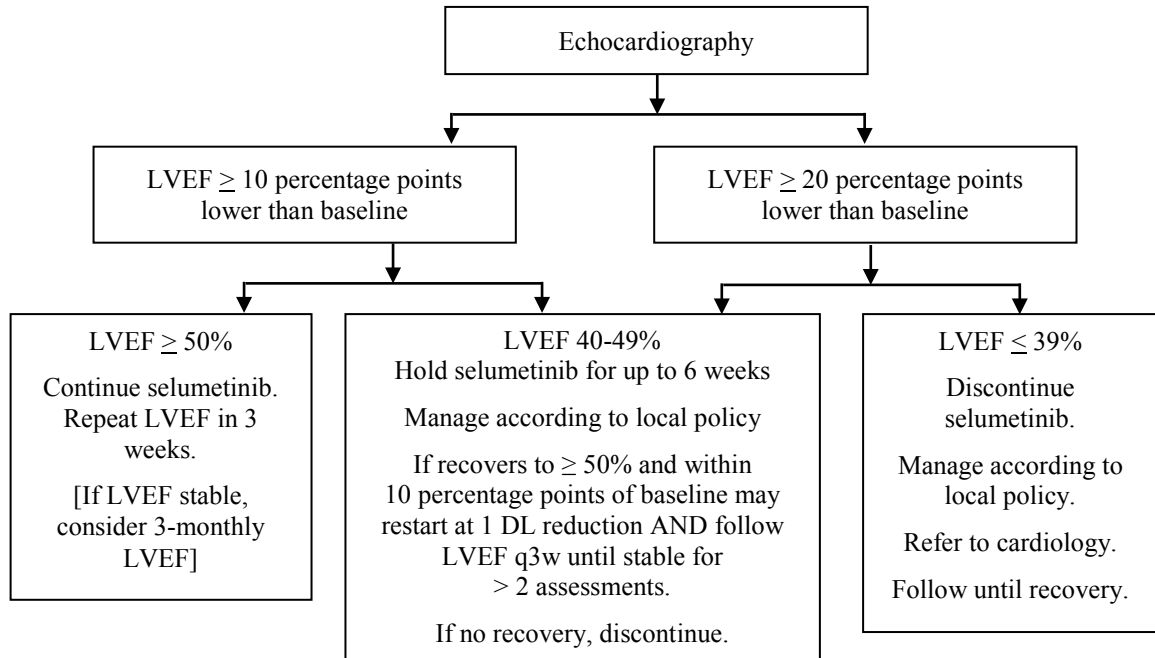 Echocardiography
LVEF ≥ 10 percentage points
lower than baseline
LVEF ≥ 20 percentage points
lower than baseline
LVEF ≥ 50%
Continue selumetinib.
Repeat LVEF in 3
weeks.
[If LVEF stable,
consider 3-monthly
LVEF]
LVEF 40-49%
Hold selumetinib for up to 6 weeks
Manage according to local policy
If recovers to ≥ 50% and within
10 percentage points of baseline may
restart at 1 DL reduction AND follow
LVEF q3w until stable for
> 2 assessments.
If no recovery, discontinue.
LVEF ≤ 39%
Discontinue
selumetinib.
Manage according to
local policy.
Refer to cardiology.
Follow until recovery.